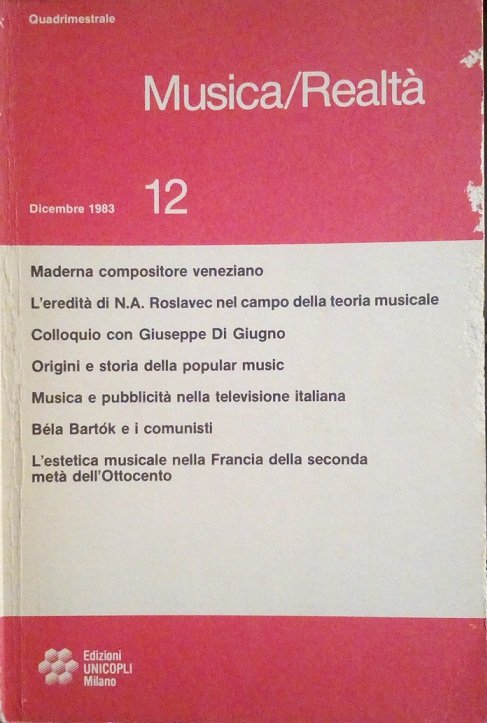 Quadrimestrale
Musica/Realtà
Dicembre 1983 12
Maderna compositore veneziano
L'eredità di N.A. Roslavec nel campo della teoria musicale
Colloquio con Giuseppe Di Giugno
Origini e storia della popular music
Musica e pubblicità nella televisione italiana
Béla Bartók e i comunisti
L'estetica musicale nella Francia della seconda
metà dell'Ottocento
Edizioni
UNICOPLI
Milano